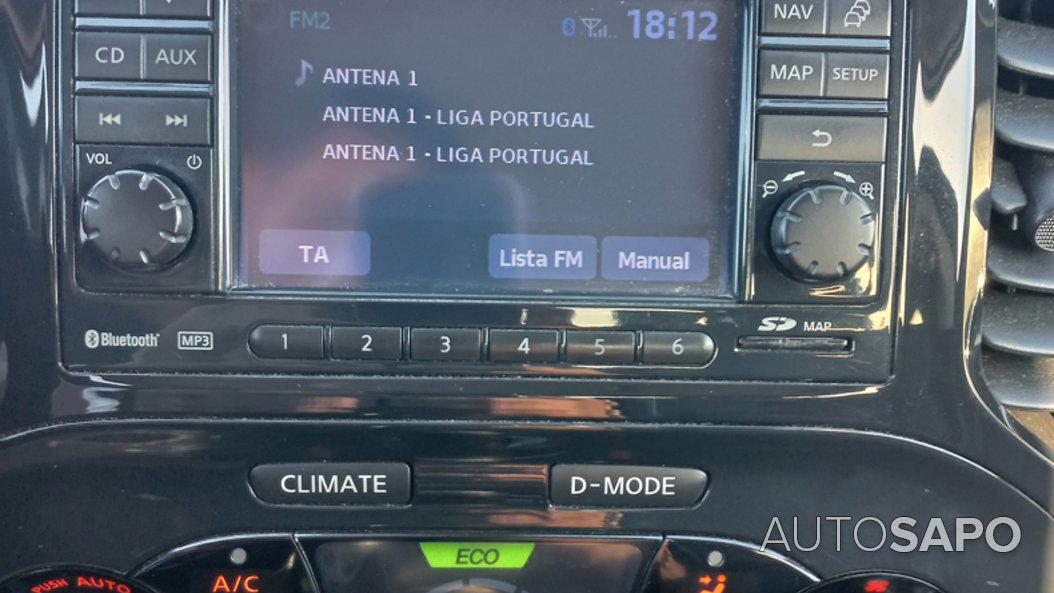 FM2
18:12
NAV
CD
AUX
ANTENA 1
MAP
SETUP
ANTENA 1 - LIGA PORTUGAL
ANTENA 1 - LIGA PORTUGAL
VOL
TA
Lista FM
Manual
Bluetooth
MP3
1 2 3 4 5 6
SD MAP
CLIMATE
D-MODE
AUTOSAPO
ECO
PUSH AUTO
A/C